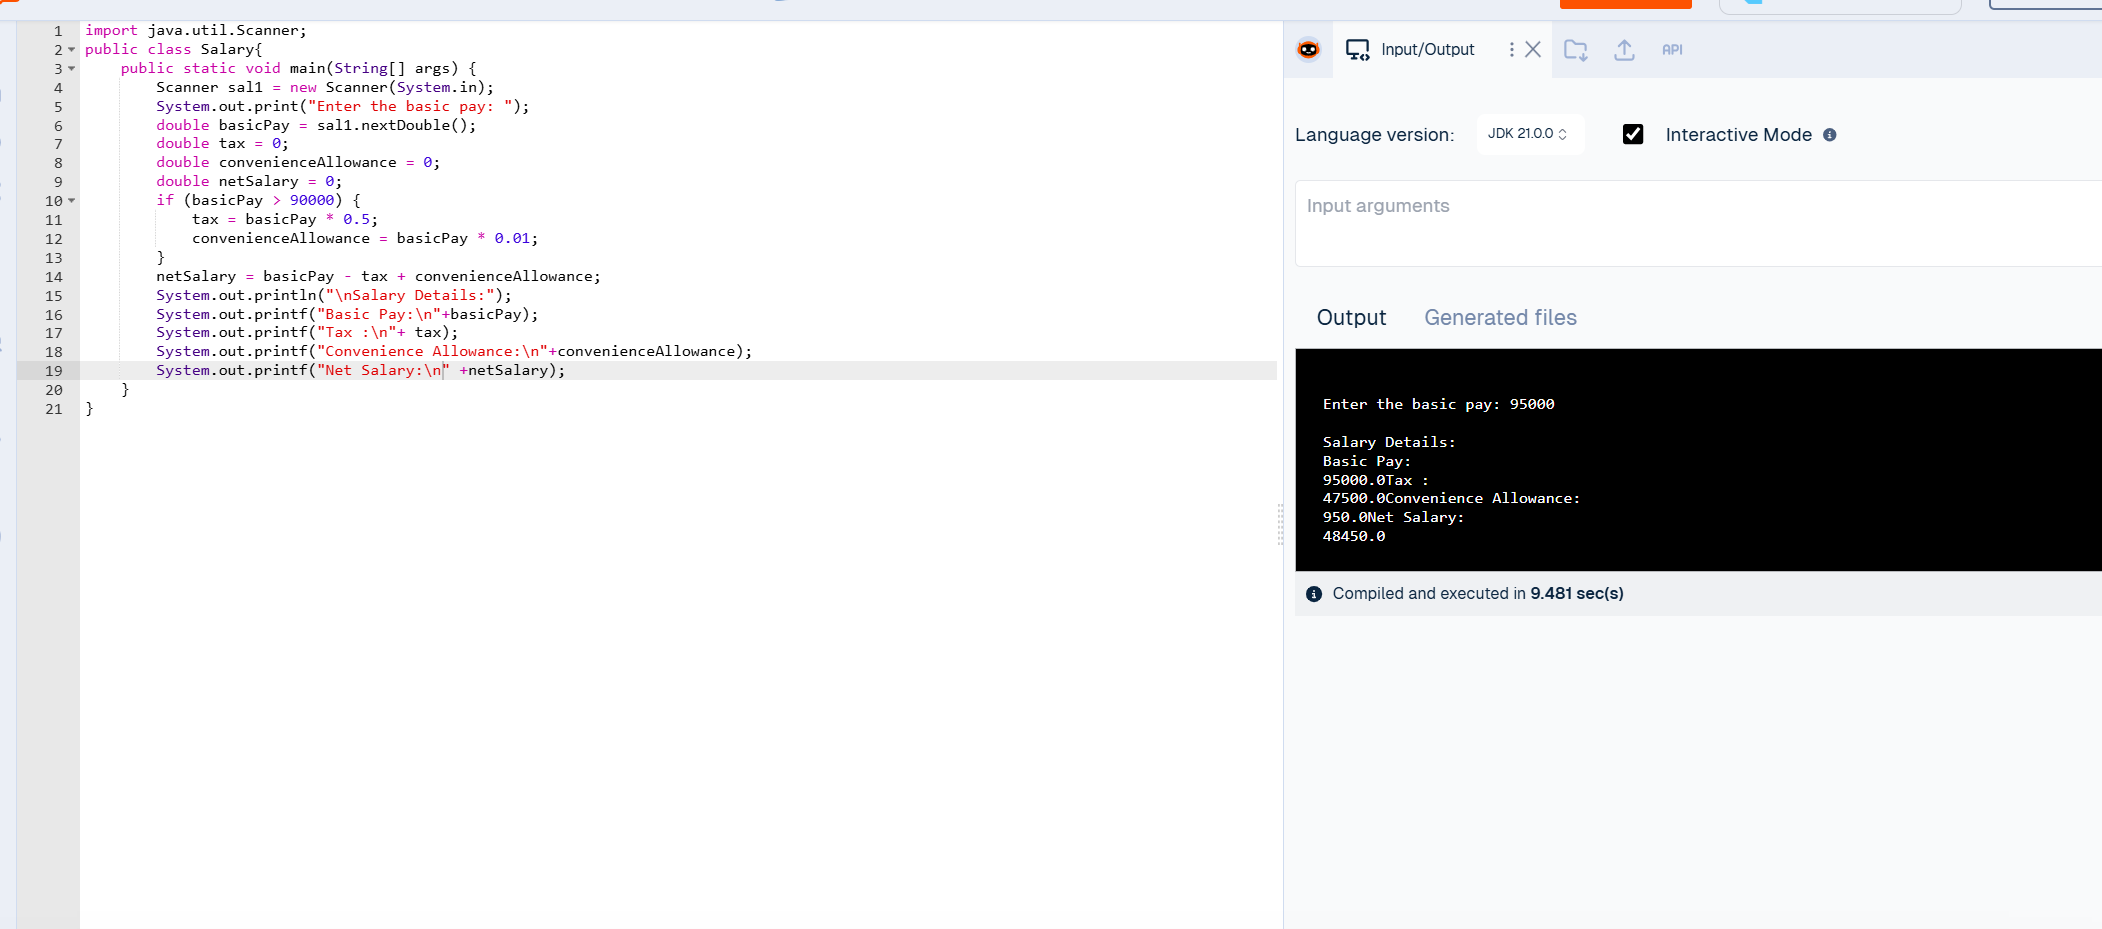 1 import java.util.Scanner;
2 public class Salary{
3 public static void main(String[] args) {
4 Scanner sal1 = new Scanner(System.in);
5 System.out.print("Enter the basic pay: ");
6 double basicPay = sal1.nextDouble();
7 double tax = 0;
8 double convenienceAllowance = 0;
9 double netSalary = 0;
10 if (basicPay > 90000) {
11 tax = basicPay * 0.5;
12 convenienceAllowance = basicPay * 0.01;
13 }
14 netSalary = basicPay - tax + convenienceAllowance;
15 System.out.println("\nSalary Details:");
16 System.out.printf("Basic Pay:\n"+basicPay);
17 System.out.printf("Tax :\n"+ tax);
18 System.out.printf("Convenience Allowance:\n"+convenienceAllowance);
19 System.out.printf("Net Salary:\n" +netSalary);
20 }
21 }
Input/Output
API
Language version: JDK 21.0.0 Interactive Mode
Input arguments
Output Generated files
Enter the basic pay: 95000
Salary Details:
Basic Pay:
95000.0Tax :
47500.0Convenience Allowance:
950.0Net Salary:
48450.0
Compiled and executed in 9.481 sec(s)